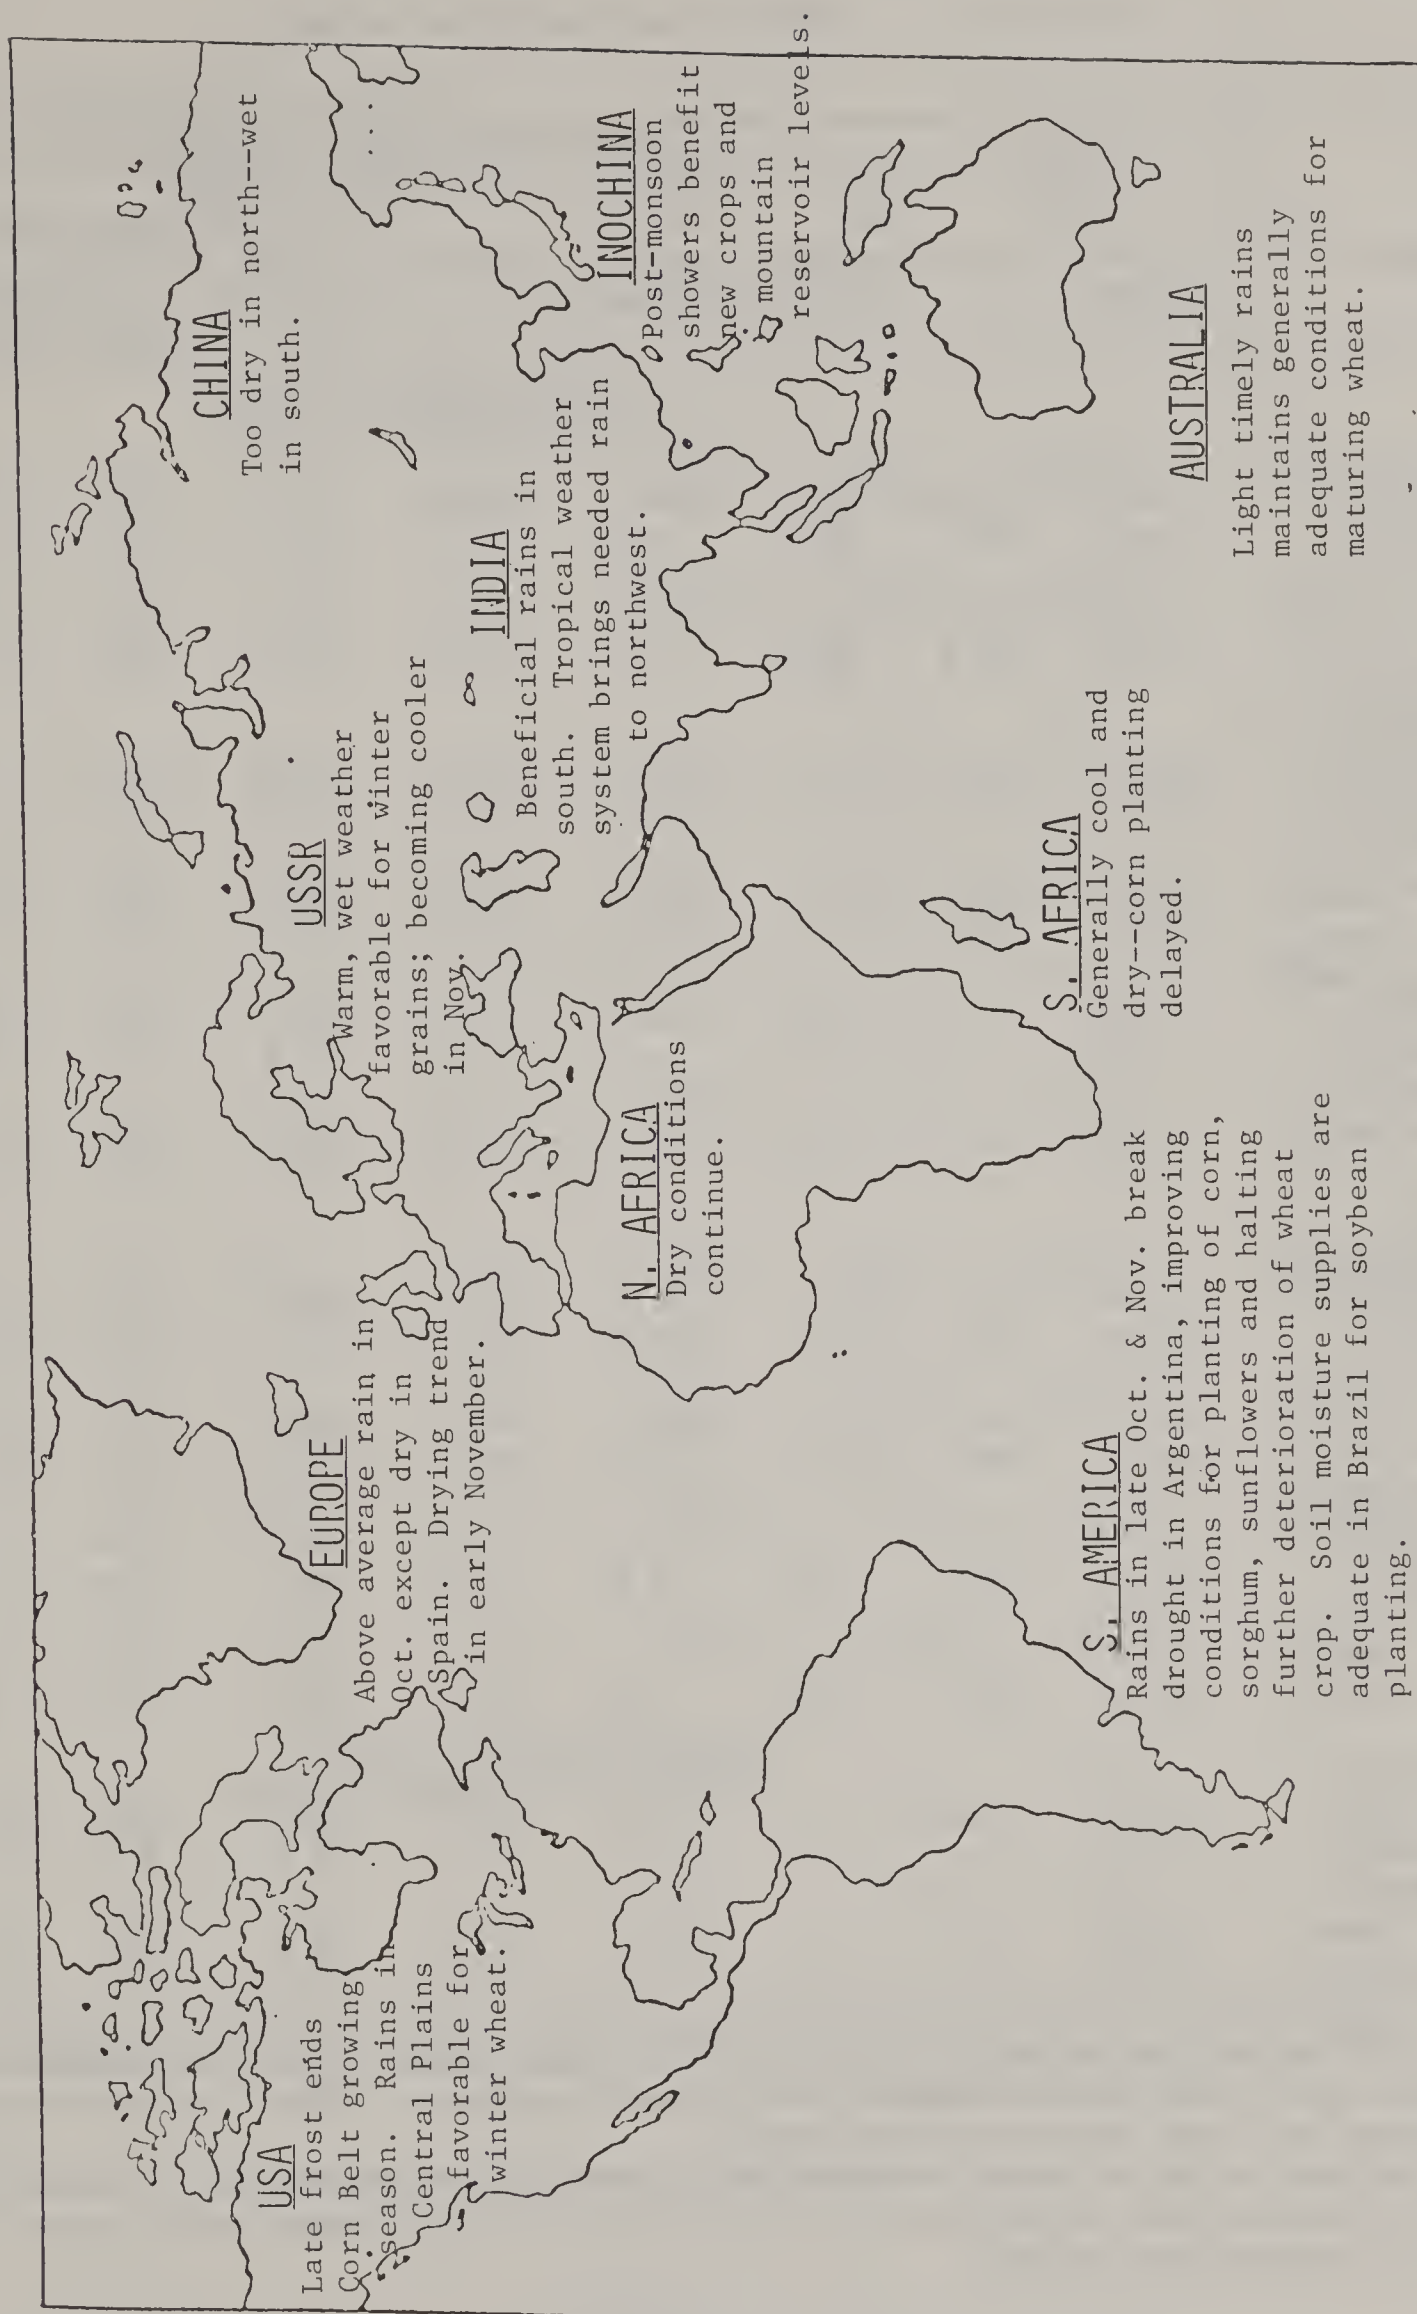 USA
Late frost ends
Corn Belt growing
season. Rains in
Central Plains
favorable for
winter wheat.
EUROPE
Above average rain in
Oct. except dry in
Spain. Drying trend
in early November.
USSR
Warm, wet weather
favorable for winter
grains; becoming cooler
in Nov.
CHINA
Too dry in north--wet
in south.
INDIA
Beneficial rains in
south. Tropical weather
system brings needed rain
to northwest.
INOCHINA
Post-monsoon
showers benefit
new crops and
mountain
reservoir levels.
N. AFRICA
Dry conditions
continue.
S. AMERICA
Rains in late Oct. & Nov. break
drought in Argentina, improving
conditions for planting of corn,
sorghum, sunflowers and halting
further deterioration of wheat
crop. Soil moisture supplies are
adequate in Brazil for soybean
planting.
S. AFRICA
Generally cool and
dry--corn planting
delayed.
AUSTRALIA
Light timely rains
maintains generally
adequate conditions for
maturing wheat.